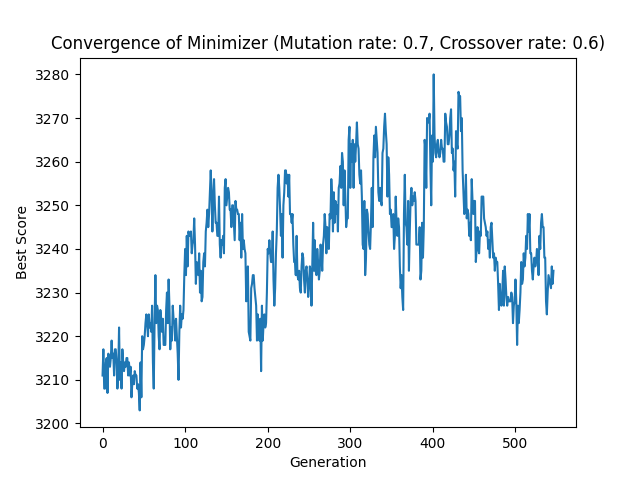 Convergence of Minimizer (Mutation rate: 0.7, Crossover rate: 0.6)
3280
3270
3260
3250
3240
3230
3220
3210
3200
Best Score
0 100 200 300 400 500
Generation